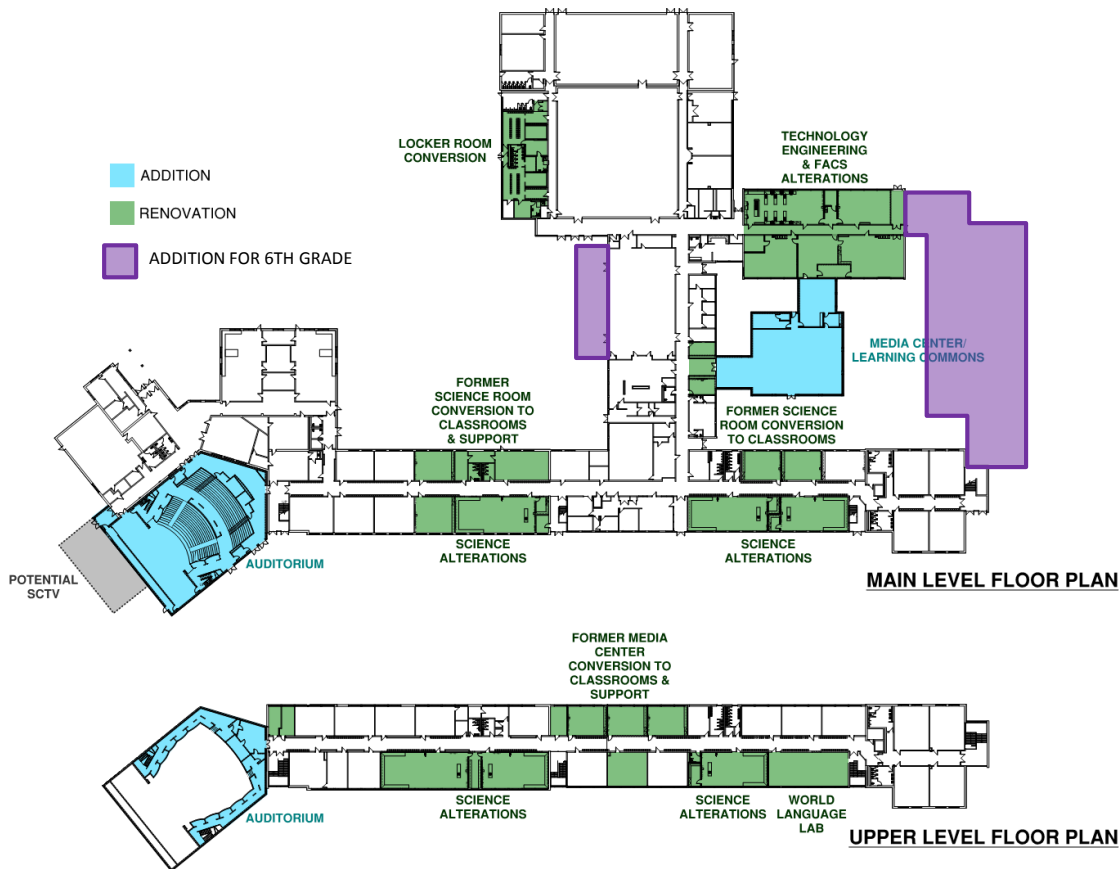 LOCKER ROOM
CONVERSION
TECHNOLOGY
ENGINEERING
& FACS
ALTERATIONS
ADDITION
RENOVATION
ADDITION FOR 6TH GRADE
MEDIA CENTER/
LEARNING COMMONS
FORMER
SCIENCE ROOM
CONVERSION TO
CLASSROOMS
& SUPPORT
FORMER SCIENCE
ROOM CONVERSION
TO CLASSROOMS
POTENTIAL
SCTV
AUDITORIUM
SCIENCE
ALTERATIONS
SCIENCE
ALTERATIONS
MAIN LEVEL FLOOR PLAN
FORMER MEDIA
CENTER
CONVERSION TO
CLASSROOMS &
SUPPORT
AUDITORIUM
SCIENCE
ALTERATIONS
SCIENCE
ALTERATIONS
WORLD
LANGUAGE
LAB
UPPER LEVEL FLOOR PLAN